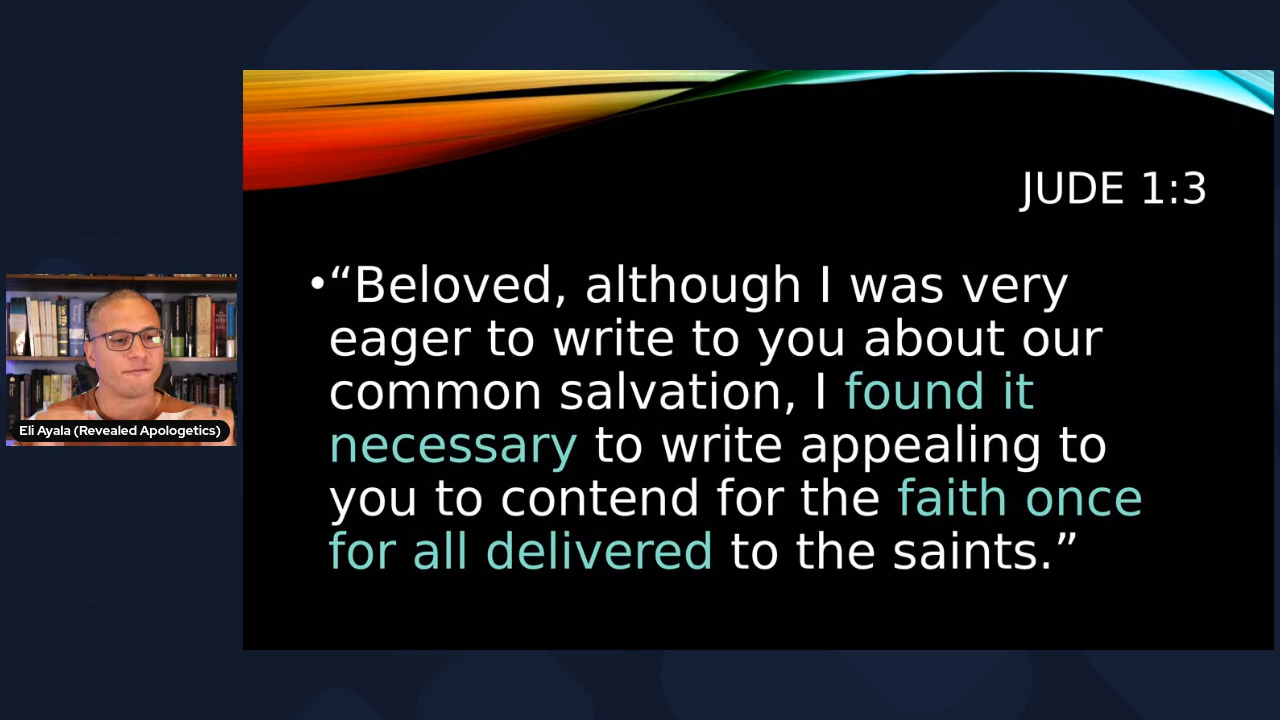 JUDE 1:3
•“Beloved, although I was very
eager to write to you about our
common salvation, I found it
necessary to write appealing to
you to contend for the faith once
for all delivered to the saints.”
Eli Ayala (Revealed Apologetics)